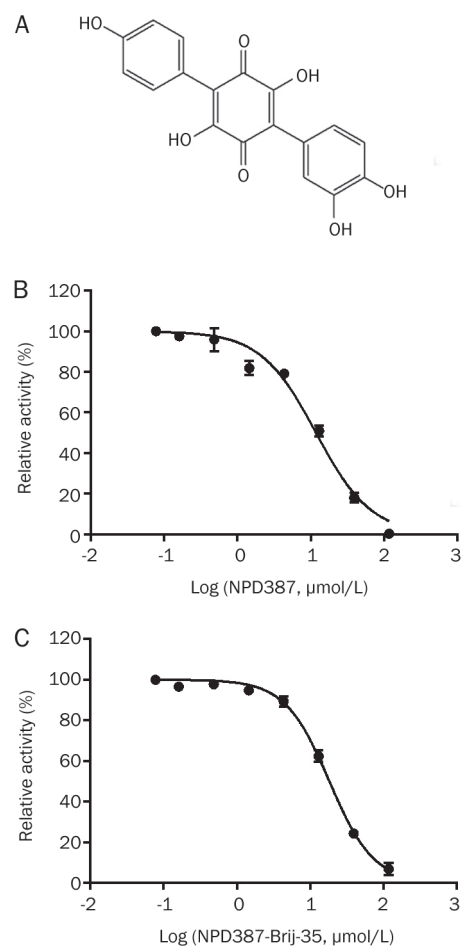 A
HO
O
OH
HO
O
OH
OH
B
120
100
80
60
40
20
0
Relative activity (%)
-2 -1 0 1 2 3
Log (NPD387, μmol/L)
C
120
100
80
60
40
20
0
Relative activity (%)
-2 -1 0 1 2 3
Log (NPD387-Brij-35, μmol/L)